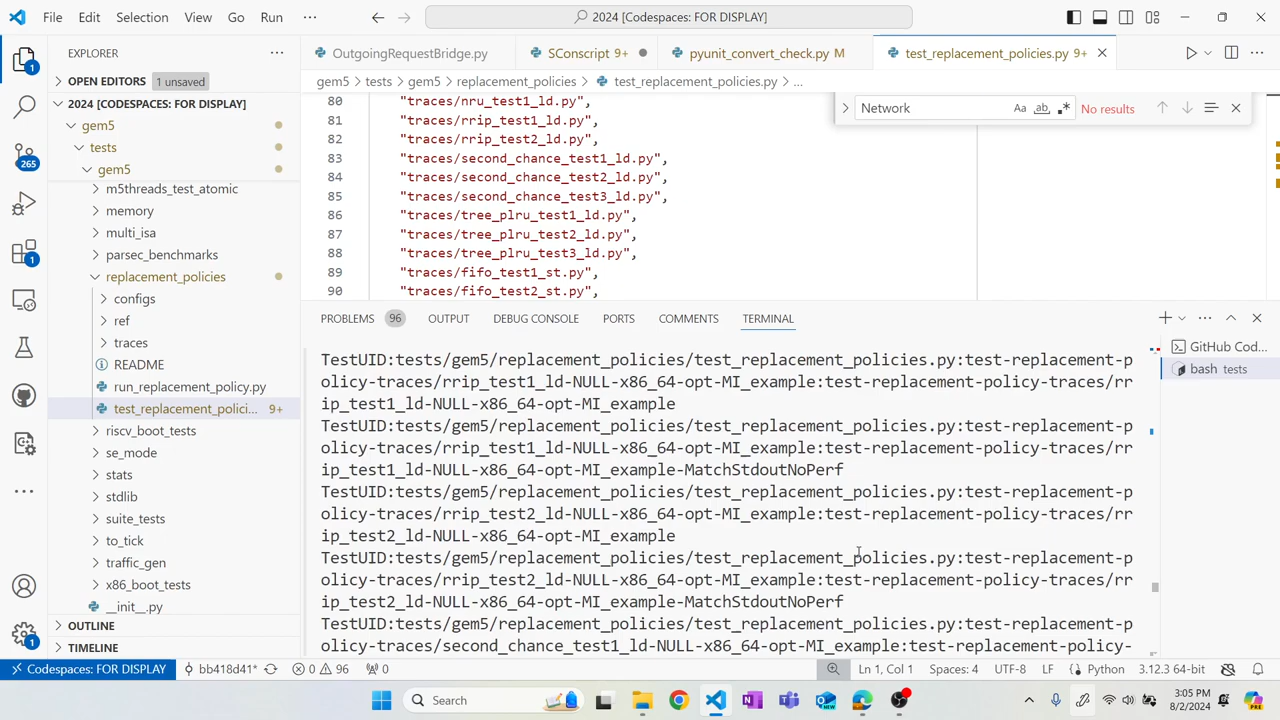 File Edit Selection View Go Run
2024 [Codespaces: FOR DISPLAY]
EXPLORER
OutgoingRequestBridge.py
SConscript 9+
pyunit_convert_check.py M
test_replacement_policies.py 9+
OPEN EDITORS 1 unsaved
gem5 > tests > gem5 > replacement_policies > test_replacement_policies.py > ...
2024 [CODESPACES: FOR DISPLAY]
gem5
tests
gem5
m5threads_test_atomic
memory
multi_isa
parsec_benchmarks
replacement_policies
configs
ref
traces
README
run_replacement_policy.py
test_replacement_polici... 9+
riscv_boot_tests
se_mode
stats
stdlib
suite_tests
to_tick
traffic_gen
x86_boot_tests
__init__.py
OUTLINE
TIMELINE
1
265
1
1
Network
Aa ab
No results
80 "traces/nru_test1_ld.py",
81 "traces/rrip_test1_ld.py",
82 "traces/rrip_test2_ld.py",
83 "traces/second_chance_test1_ld.py",
84 "traces/second_chance_test2_ld.py",
85 "traces/second_chance_test3_ld.py",
86 "traces/tree_plru_test1_ld.py",
87 "traces/tree_plru_test2_ld.py",
88 "traces/tree_plru_test3_ld.py",
89 "traces/fifo_test1_st.py",
90 "traces/fifo_test2_st.py",
PROBLEMS 96 OUTPUT DEBUG CONSOLE PORTS COMMENTS TERMINAL
GitHub Cod...
bash tests
TestUID:tests/gem5/replacement_policies/test_replacement_policies.py:test-replacement-p
olicy-traces/rrip_test1_ld-NULL-x86_64-opt-MI_example:test-replacement-policy-traces/rr
ip_test1_ld-NULL-x86_64-opt-MI_example
TestUID:tests/gem5/replacement_policies/test_replacement_policies.py:test-replacement-p
olicy-traces/rrip_test1_ld-NULL-x86_64-opt-MI_example:test-replacement-policy-traces/rr
ip_test1_ld-NULL-x86_64-opt-MI_example-MatchStdoutNoPerf
TestUID:tests/gem5/replacement_policies/test_replacement_policies.py:test-replacement-p
olicy-traces/rrip_test2_ld-NULL-x86_64-opt-MI_example:test-replacement-policy-traces/rr
ip_test2_ld-NULL-x86_64-opt-MI_example
TestUID:tests/gem5/replacement_policies/test_replacement_policies.py:test-replacement-p
olicy-traces/rrip_test2_ld-NULL-x86_64-opt-MI_example:test-replacement-policy-traces/rr
ip_test2_ld-NULL-x86_64-opt-MI_example-MatchStdoutNoPerf
TestUID:tests/gem5/replacement_policies/test_replacement_policies.py:test-replacement-p
olicy-traces/second_chance_test1_ld-NULL-x86_64-opt-MI_example:test-replacement-policy-
Codespaces: FOR DISPLAY bb418d41* 0 96 0 Ln 1, Col 1 Spaces: 4 UTF-8 LF Python 3.12.3 64-bit
Search
3:05 PM
8/2/2024